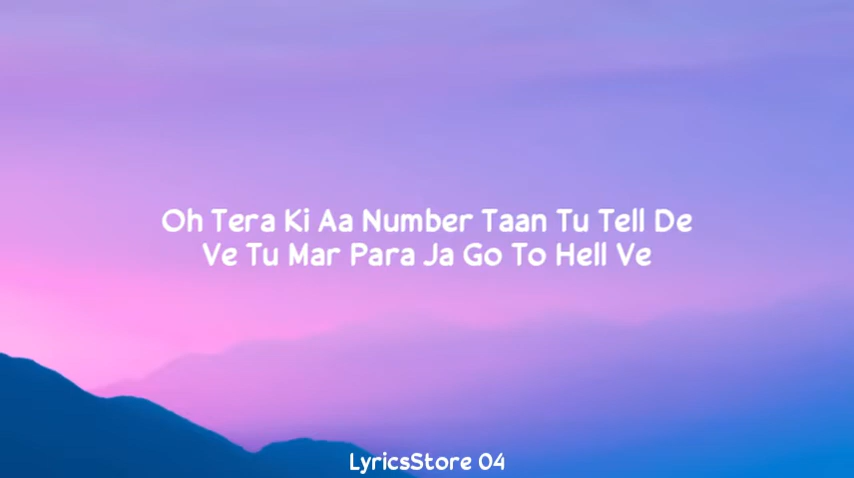 Oh Tera Ki Aa Number Taan Tu Tell De
Ve Tu Mar Para Ja Go To Hell Ve
LyricsStore 04